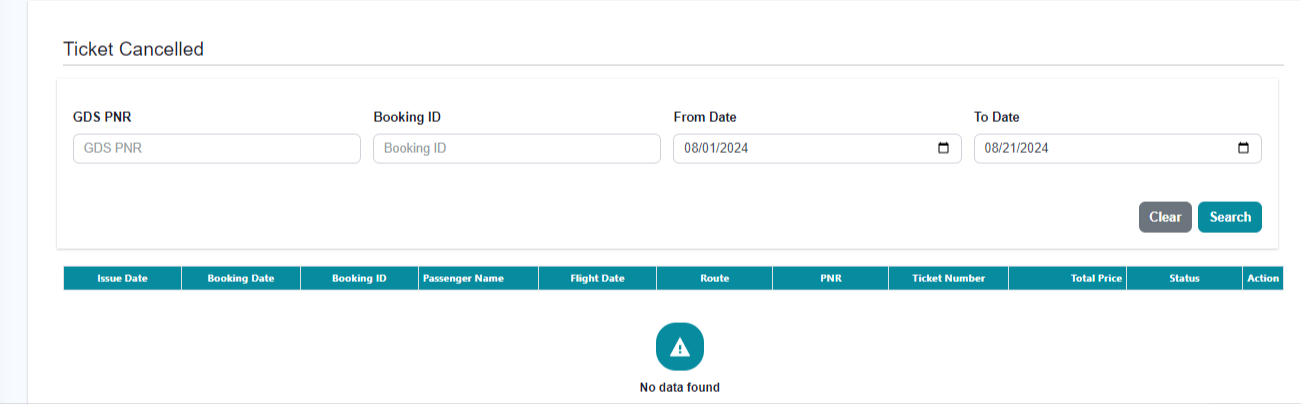 Ticket Cancelled
GDS PNR Booking ID From Date To Date
GDS PNR Booking ID 08/01/2024 08/21/2024
Clear Search
Issue Date Booking Date Booking ID Passenger Name Flight Date Route PNR Ticket Number Total Price Status Action
No data found